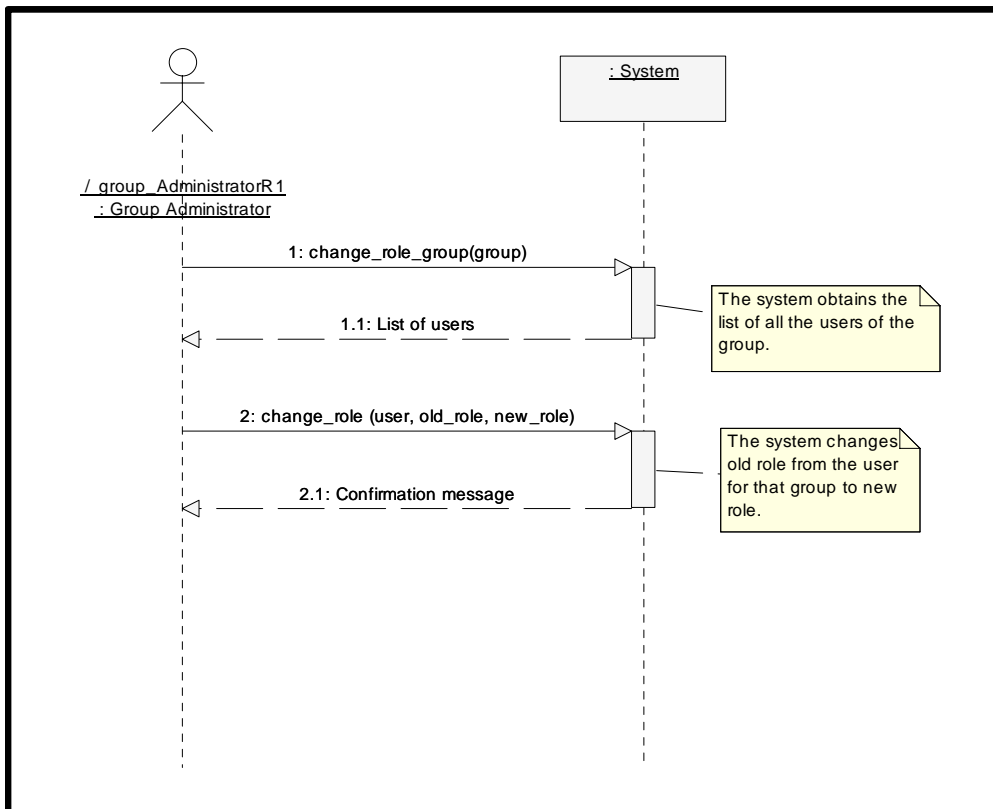 : System
/ group_AdministratorR1
: Group Administrator
1: change_role_group(group)
The system obtains the
list of all the users of the
group.
1.1: List of users
2: change_role (user, old_role, new_role)
The system changes
old role from the user
for that group to new
role.
2.1: Confirmation message